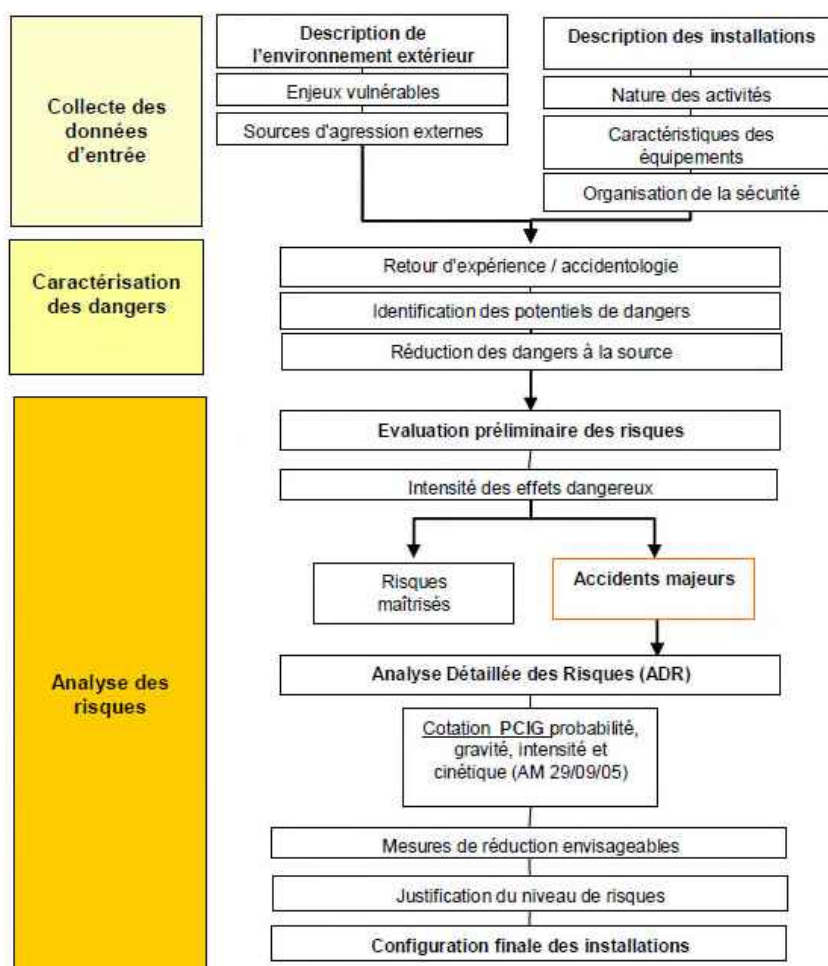 Collecte des
données
d'entrée
Description de
l'environnement extérieur
Enjeux vulnérables
Sources d'agression externes
Description des installations
Nature des activités
Caractéristiques des
équipements
Organisation de la sécurité
Caractérisation
des dangers
Retour d'expérience / accidentologie
Identification des potentiels de dangers
Réduction des dangers à la source
Analyse des
risques
Evaluation préliminaire des risques
Intensité des effets dangereux
Risques
maîtrisés
Accidents majeurs
Analyse Détaillée des Risques (ADR)
Cotation PCIG probabilité,
gravité, intensité et
cinétique (AM 29/09/05)
Mesures de réduction envisageables
Justification du niveau de risques
Configuration finale des installations